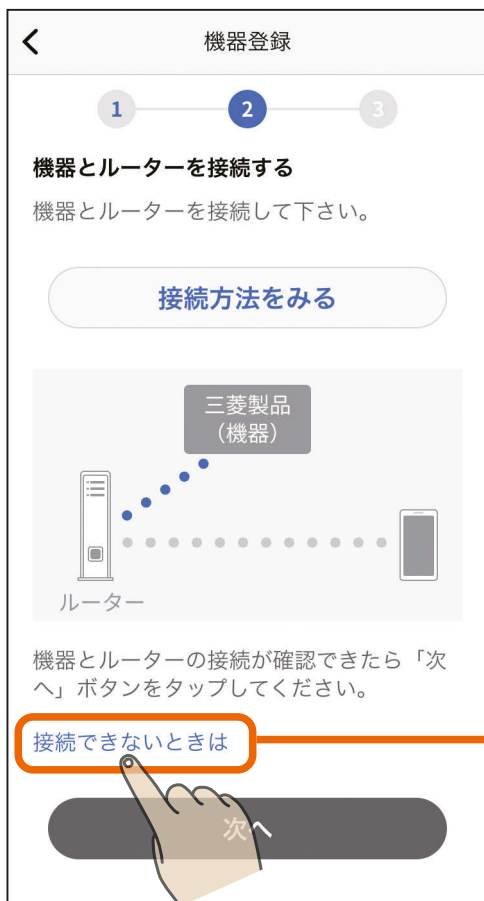 機器登録
1 2 3
機器とルーターを接続する
機器とルーターを接続して下さい。
接続方法をみる
三菱製品
（機器）
ルーター
機器とルーターの接続が確認できたら「次
へ」ボタンをタップしてください。
接続できないときは
次へ